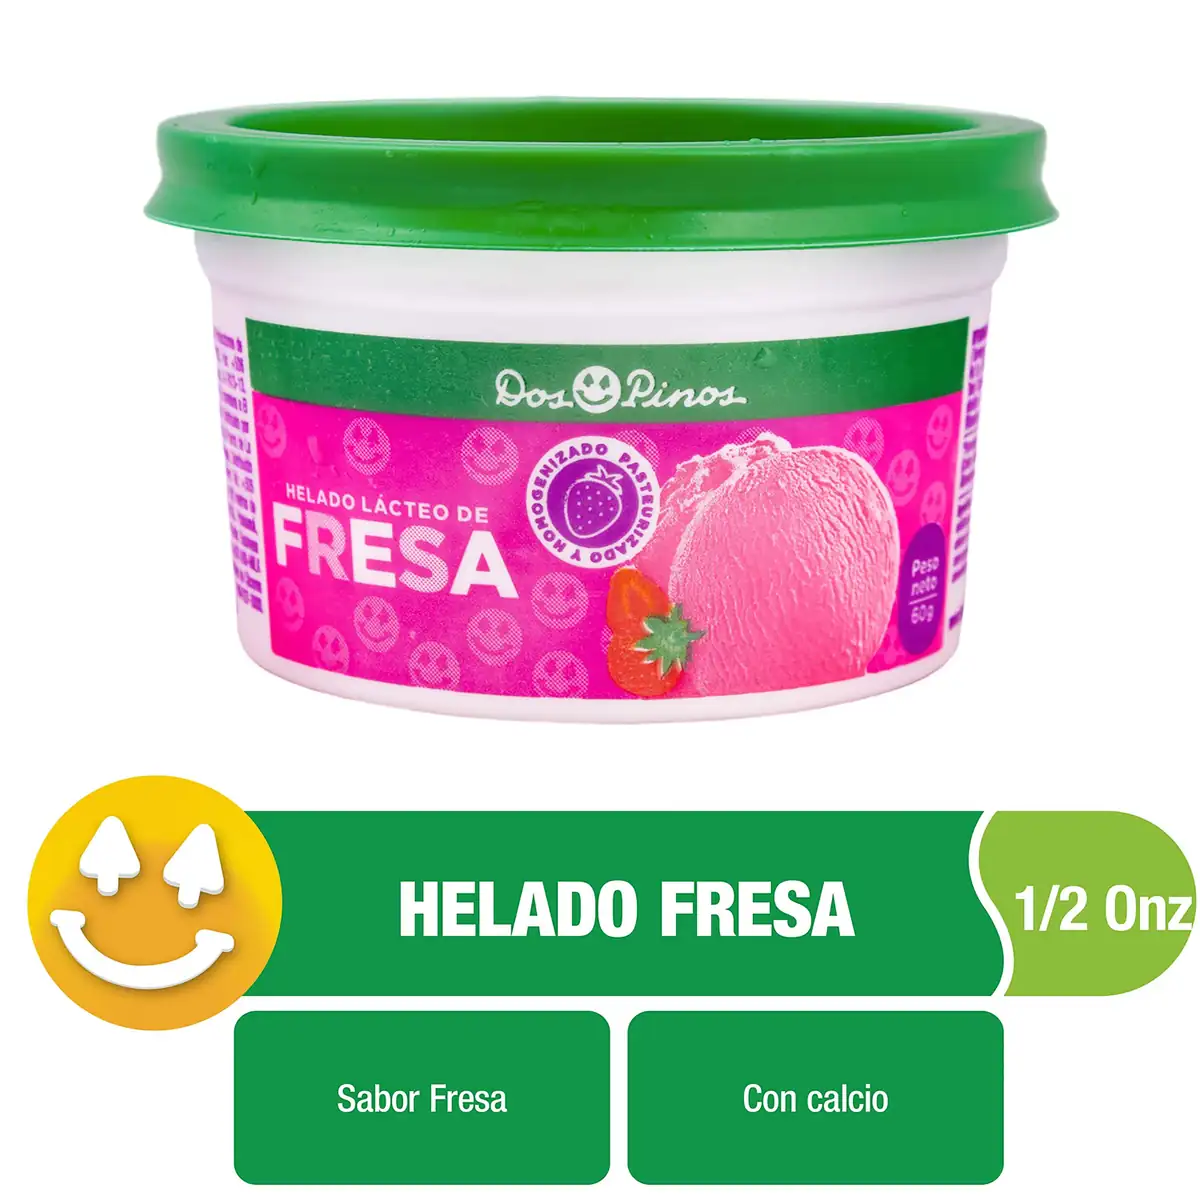 Dos Pinos
HELADO LÁCTEO DE
FRESA
HOMOGENIZADO PASTEURIZADO Y
Peso
neto
60g
HELADO FRESA
1/2 Onz
Sabor Fresa
Con calcio